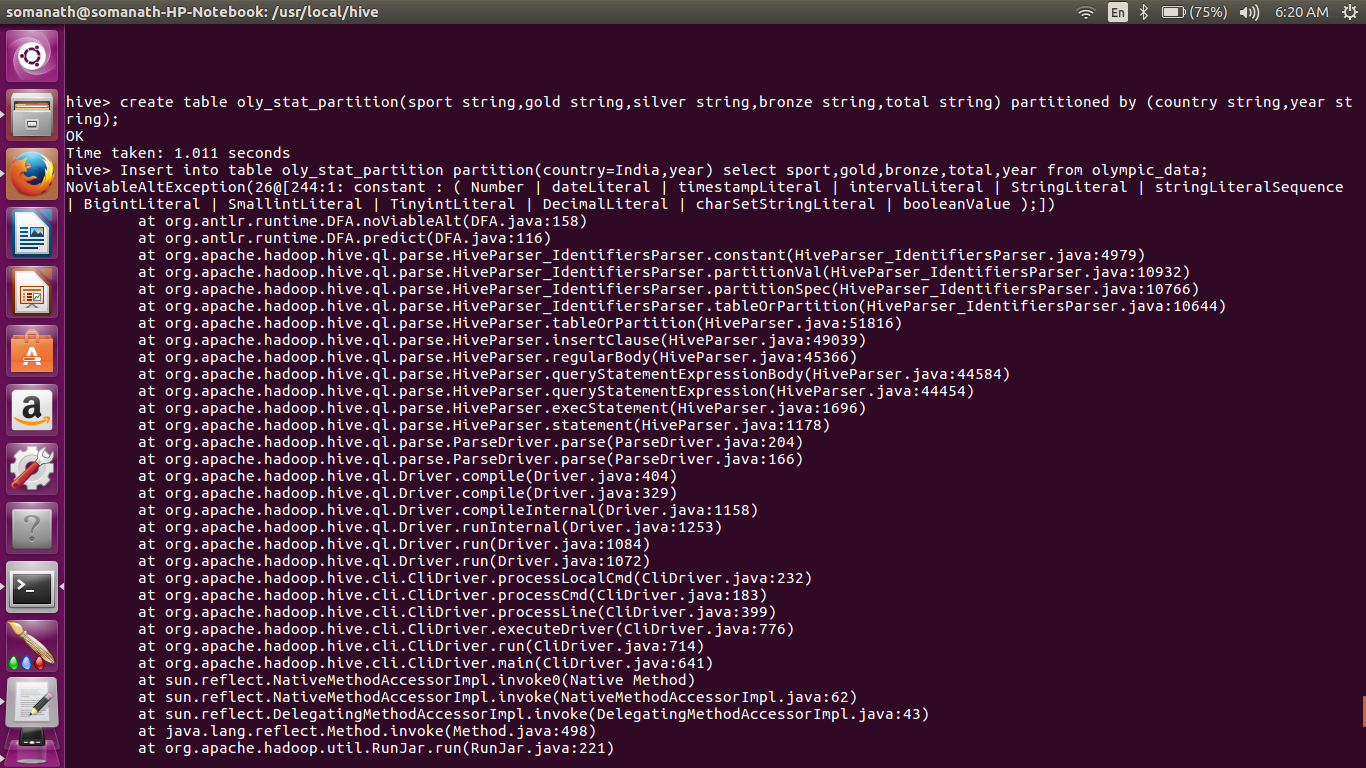 somanath@somanath-HP-Notebook: /usr/local/hive
En (75%) 6:20 AM
hive> create table oly_stat_partition(sport string,gold string,silver string,bronze string,total string) partitioned by (country string,year st
ring);
OK
Time taken: 1.011 seconds
hive> Insert into table oly_stat_partition partition(country=India,year) select sport,gold,bronze,total,year from olympic_data;
NoViableAltException(26@[244:1: constant : ( Number | dateLiteral | timestampLiteral | intervalLiteral | StringLiteral | stringLiteralSequence
| BigintLiteral | SmallintLiteral | TinyintLiteral | DecimalLiteral | charSetStringLiteral | booleanValue );])
at org.antlr.runtime.DFA.noViableAlt(DFA.java:158)
at org.antlr.runtime.DFA.predict(DFA.java:116)
at org.apache.hadoop.hive.ql.parse.HiveParser_IdentifiersParser.constant(HiveParser_IdentifiersParser.java:4979)
at org.apache.hadoop.hive.ql.parse.HiveParser_IdentifiersParser.partitionVal(HiveParser_IdentifiersParser.java:10932)
at org.apache.hadoop.hive.ql.parse.HiveParser_IdentifiersParser.partitionSpec(HiveParser_IdentifiersParser.java:10766)
at org.apache.hadoop.hive.ql.parse.HiveParser_IdentifiersParser.tableOrPartition(HiveParser_IdentifiersParser.java:10644)
at org.apache.hadoop.hive.ql.parse.HiveParser.tableOrPartition(HiveParser.java:51816)
at org.apache.hadoop.hive.ql.parse.HiveParser.insertClause(HiveParser.java:49039)
at org.apache.hadoop.hive.ql.parse.HiveParser.regularBody(HiveParser.java:45366)
at org.apache.hadoop.hive.ql.parse.HiveParser.queryStatementExpressionBody(HiveParser.java:44584)
at org.apache.hadoop.hive.ql.parse.HiveParser.queryStatementExpression(HiveParser.java:44454)
at org.apache.hadoop.hive.ql.parse.HiveParser.execStatement(HiveParser.java:1696)
at org.apache.hadoop.hive.ql.parse.HiveParser.statement(HiveParser.java:1178)
at org.apache.hadoop.hive.ql.parse.ParseDriver.parse(ParseDriver.java:204)
at org.apache.hadoop.hive.ql.parse.ParseDriver.parse(ParseDriver.java:166)
at org.apache.hadoop.hive.ql.Driver.compile(Driver.java:404)
at org.apache.hadoop.hive.ql.Driver.compile(Driver.java:329)
at org.apache.hadoop.hive.ql.Driver.compileInternal(Driver.java:1158)
at org.apache.hadoop.hive.ql.Driver.runInternal(Driver.java:1253)
at org.apache.hadoop.hive.ql.Driver.run(Driver.java:1084)
at org.apache.hadoop.hive.ql.Driver.run(Driver.java:1072)
at org.apache.hadoop.hive.cli.CliDriver.processLocalCmd(CliDriver.java:232)
at org.apache.hadoop.hive.cli.CliDriver.processCmd(CliDriver.java:183)
at org.apache.hadoop.hive.cli.CliDriver.processLine(CliDriver.java:399)
at org.apache.hadoop.hive.cli.CliDriver.executeDriver(CliDriver.java:776)
at org.apache.hadoop.hive.cli.CliDriver.run(CliDriver.java:714)
at org.apache.hadoop.hive.cli.CliDriver.main(CliDriver.java:641)
at sun.reflect.NativeMethodAccessorImpl.invoke0(Native Method)
at sun.reflect.NativeMethodAccessorImpl.invoke(NativeMethodAccessorImpl.java:62)
at sun.reflect.DelegatingMethodAccessorImpl.invoke(DelegatingMethodAccessorImpl.java:43)
at java.lang.reflect.Method.invoke(Method.java:498)
at org.apache.hadoop.util.RunJar.run(RunJar.java:221)